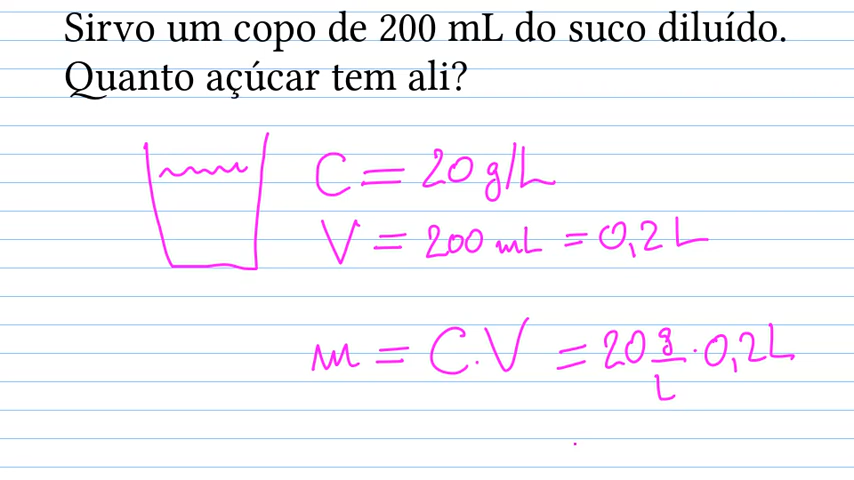 Sirvo um copo de 200 mL do suco diluído.
Quanto açúcar tem ali?
C = 20 g/L
V = 200 mL = 0,2 L
m = C.V = 20 g/L · 0,2L